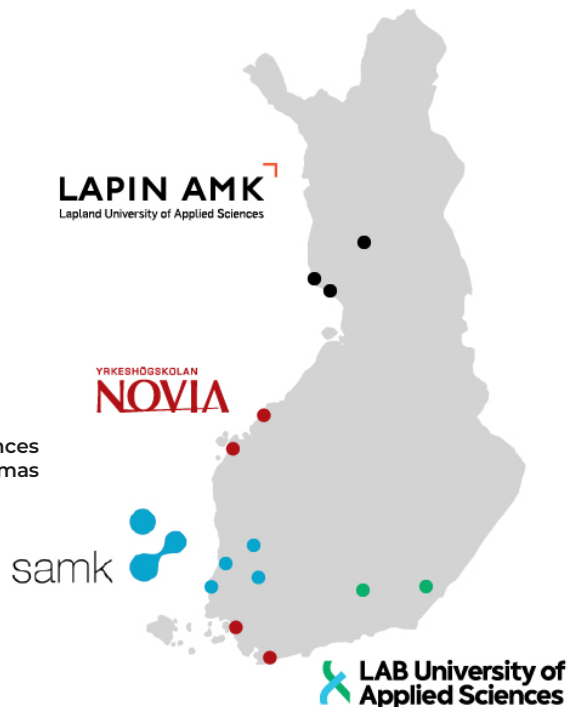 LAPIN AMK
Lapland University of Applied Sciences
YRKESHÖGSKOLAN
NOVIA
nces
mas
samk
LAB University of
Applied Sciences